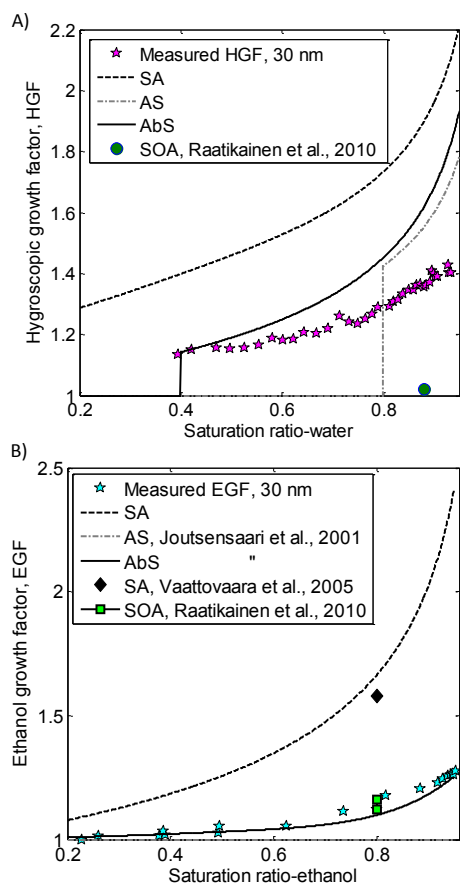 A)
2.2
2
1.8
1.6
1.4
1.2
1
Hygroscopic growth factor, HGF
Measured HGF, 30 nm
SA
AS
AbS
SOA, Raatikainen et al., 2010
0.2 0.4 0.6 0.8
Saturation ratio-water
B)
2.5
2
1.5
1
Ethanol growth factor, EGF
Measured EGF, 30 nm
SA
AS, Joutsensaari et al., 2001
AbS "
SA, Vaattovaara et al., 2005
SOA, Raatikainen et al., 2010
0.2 0.4 0.6 0.8
Saturation ratio-ethanol